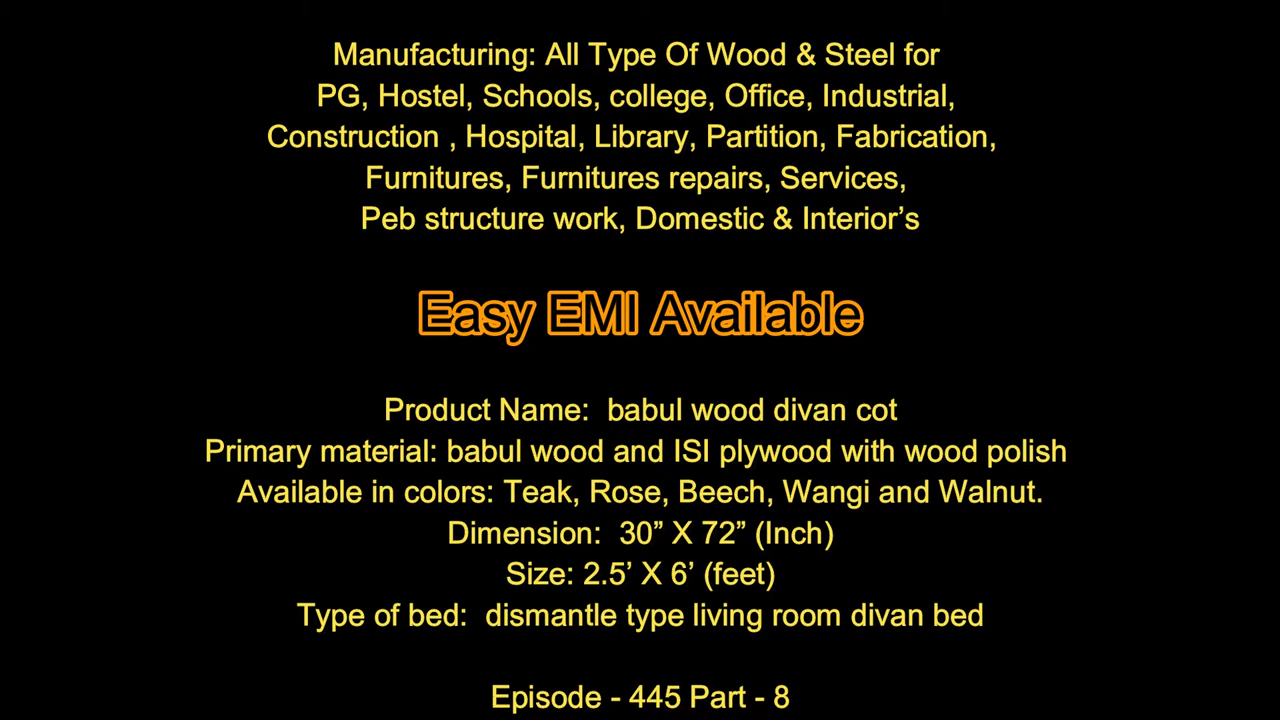 Manufacturing: All Type Of Wood & Steel for
PG, Hostel, Schools, college, Office, Industrial,
Construction , Hospital, Library, Partition, Fabrication,
Furnitures, Furnitures repairs, Services,
Peb structure work, Domestic & Interior’s
Easy EMI Available
Product Name:  babul wood divan cot
Primary material: babul wood and ISI plywood with wood polish
Available in colors: Teak, Rose, Beech, Wangi and Walnut.
Dimension:  30” X 72” (Inch)
Size: 2.5’ X 6’ (feet)
Type of bed:  dismantle type living room divan bed
Episode - 445 Part - 8